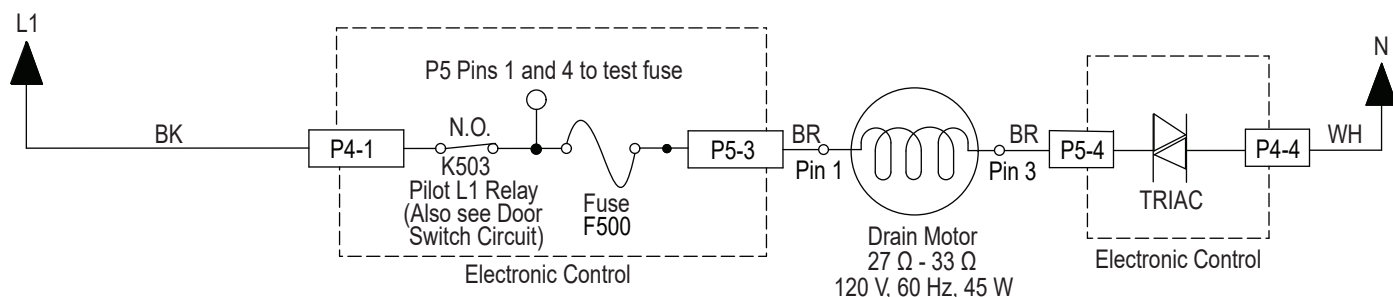 L1
N
P5 Pins 1 and 4 to test fuse
BK
P4-1
N.O.
K503
Pilot L1 Relay
(Also see Door
Switch Circuit)
Fuse
F500
P5-3
BR
Pin 1
Drain Motor
27 Ω - 33 Ω
120 V, 60 Hz, 45 W
BR
Pin 3
P5-4
TRIAC
P4-4
WH
Electronic Control
Electronic Control